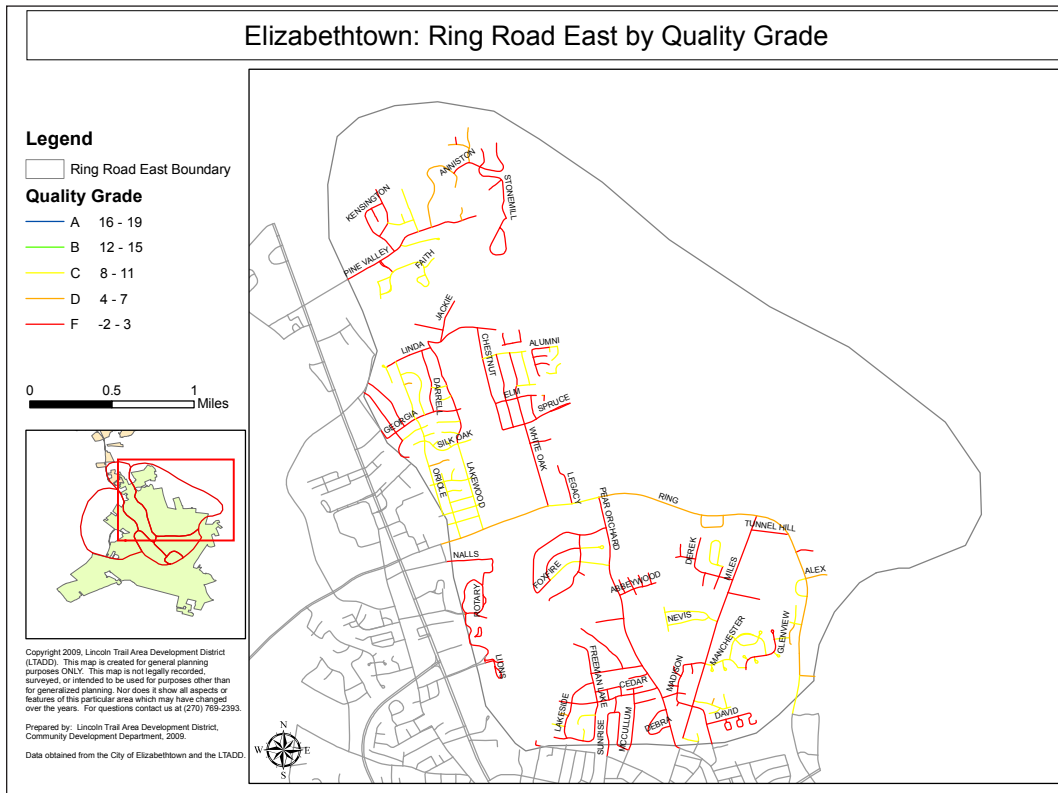 Elizabethtown: Ring Road East by Quality Grade
Legend
Ring Road East Boundary
Quality Grade
A 16 - 19
B 12 - 15
C 8 - 11
D 4 - 7
F -2 - 3
0 0.5 1
Miles
Copyright 2009, Lincoln Trail Area Development District
(LTADD). This map is created for general planning
purposes ONLY. This map is not legally recorded,
surveyed, or intended to be used for purposes other than
for generalized planning. Nor does it show all aspects or
features of this particular area which may have changed
over the years. For questions contact us at (270) 769-2393.
Prepared by: Lincoln Trail Area Development District,
Community Development Department, 2009.
Data obtained from the City of Elizabethtown and the LTADD.
N
W E
S
ANNISTON
STONEMILL
KENSINGTON
PINE VALLEY
FAITH
JACKIE
LINDA
CHESTNUT
ALUMNI
DARRELL
ELM
SPRUCE
GEORGIA
SILK OAK
WHITE OAK
ORIOLE
LAKEWOOD
LEGACY
PEAR ORCHARD
RING
TUNNEL HILL
NALLS
FOXFIRE
DEREK
MILES
ALEX
ABBEYWOOD
ROTARY
NEVIS
MANCHESTER
GLENVIEW
LIONS
FREEMAN LAKE
CEDAR
MADISON
LAKESIDE
SUNRISE
MCCULLUM
DEBRA
DAVID